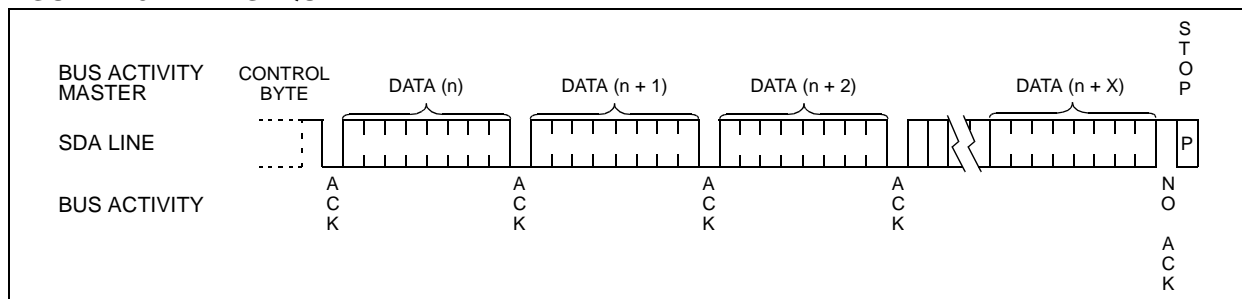 S
T
O
P
BUS ACTIVITY
MASTER
CONTROL
BYTE
DATA (n)
DATA (n + 1)
DATA (n + 2)
DATA (n + X)
SDA LINE
P
BUS ACTIVITY
A
C
K
A
C
K
A
C
K
A
C
K
N
O
A
C
K